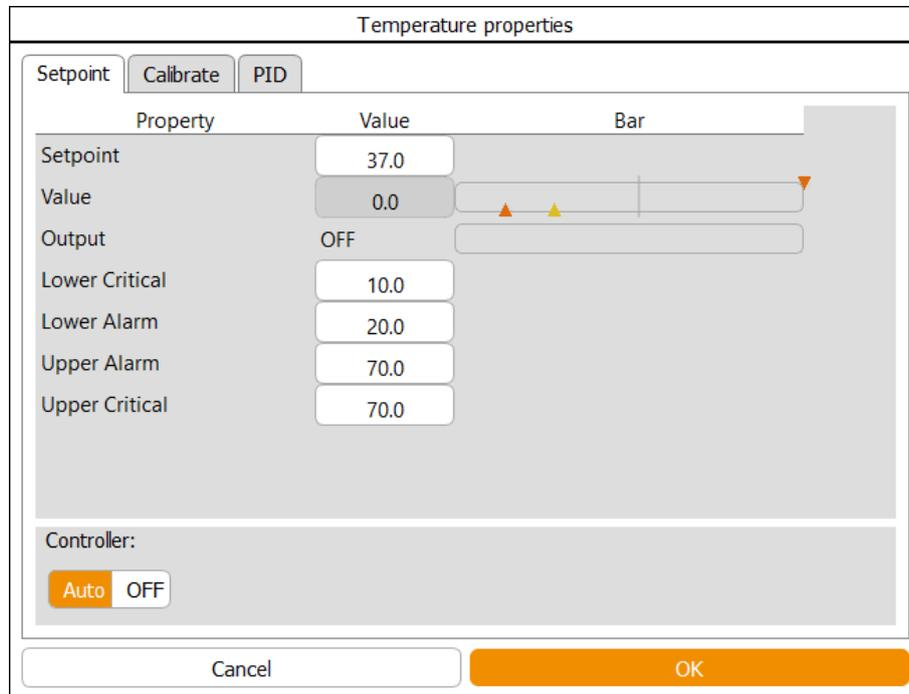 Temperature properties
Setpoint Calibrate PID
Property Value Bar
Setpoint 37.0
Value 0.0
Output OFF
Lower Critical 10.0
Lower Alarm 20.0
Upper Alarm 70.0
Upper Critical 70.0
Controller:
Auto OFF
Cancel OK